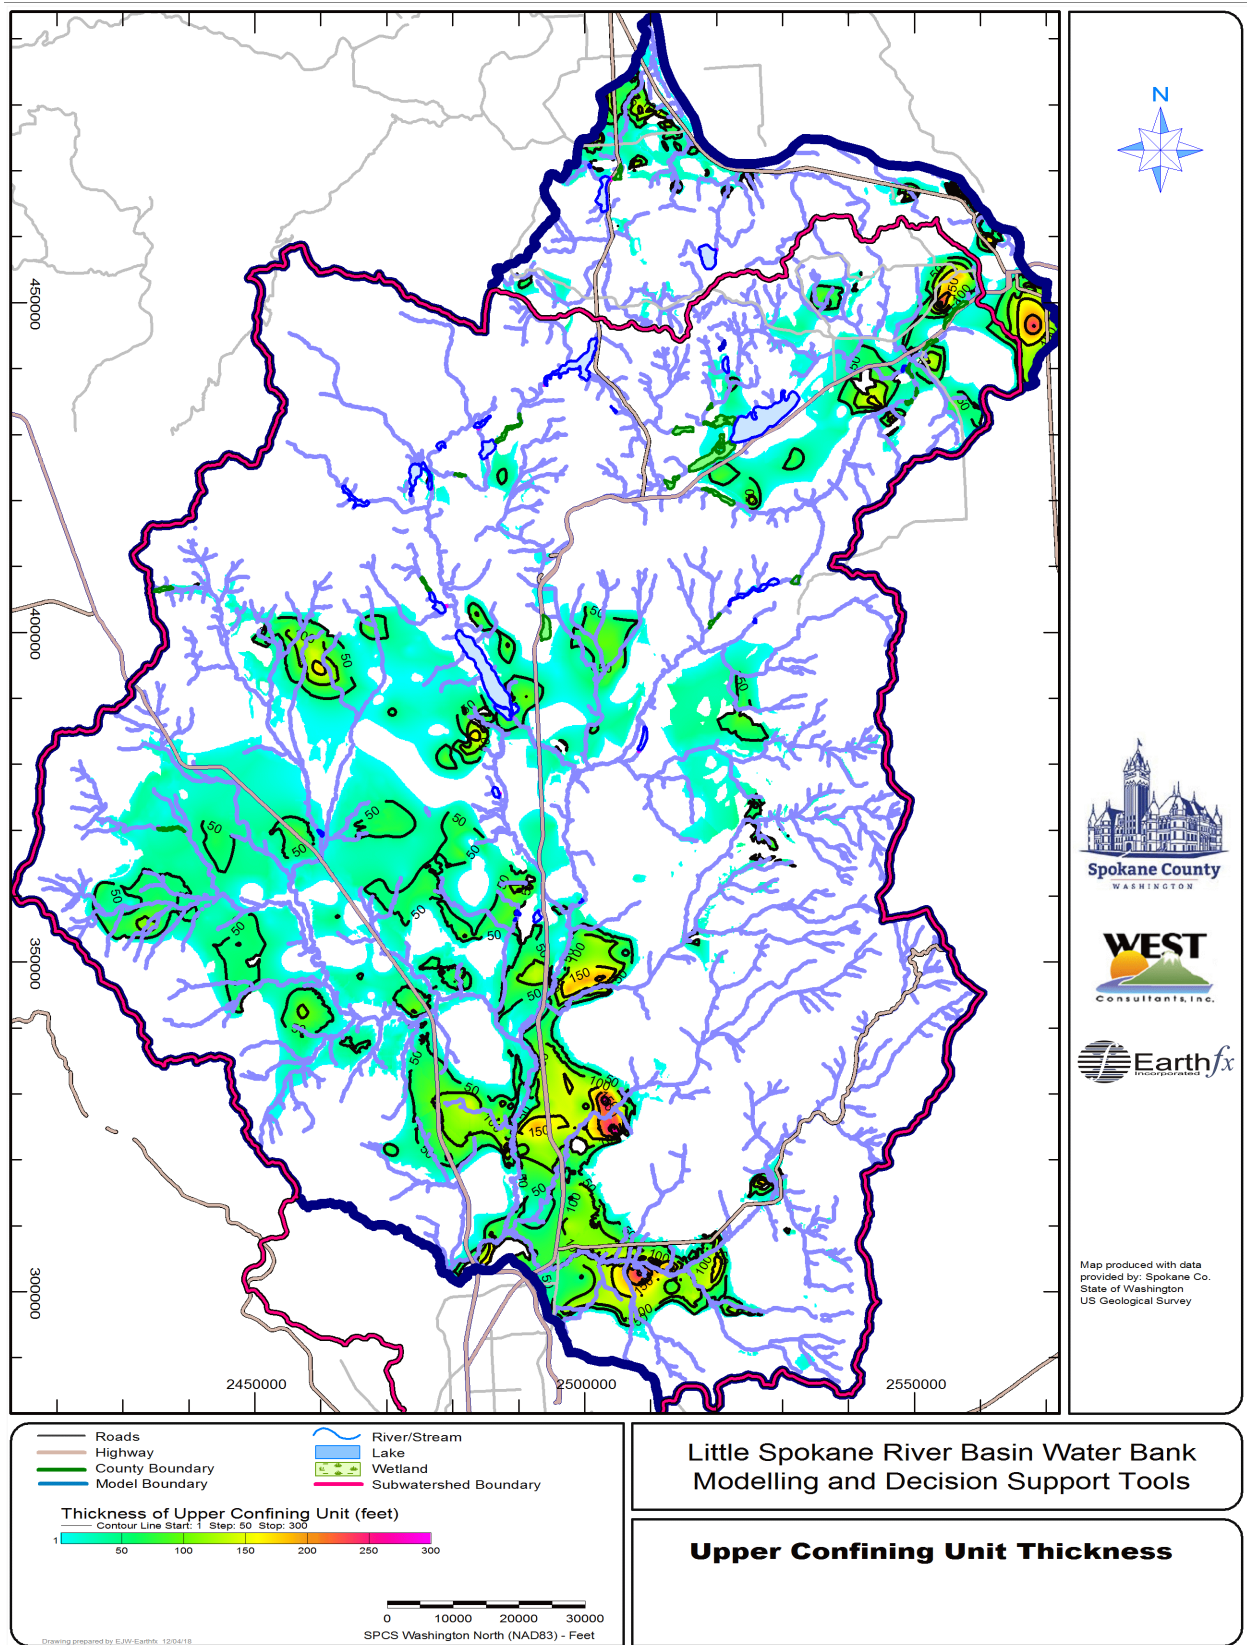 N
450000
400000
350000
300000
2450000
2500000
2550000
50
100
150
Spokane County
WASHINGTON
WEST
Consultants, Inc.
Earthfx
Incorporated
Map produced with data
provided by: Spokane Co.
State of Washington
US Geological Survey
Roads
Highway
County Boundary
Model Boundary
River/Stream
Lake
Wetland
Subwatershed Boundary
Thickness of Upper Confining Unit (feet)
Contour Line Start: 1 Step: 50 Stop: 300
1
50 100 150 200 250 300
0 10000 20000 30000
SPCS Washington North (NAD83) - Feet
Drawing prepared by EJW-Earthfx 12/04/18
Little Spokane River Basin Water Bank
Modelling and Decision Support Tools
Upper Confining Unit Thickness